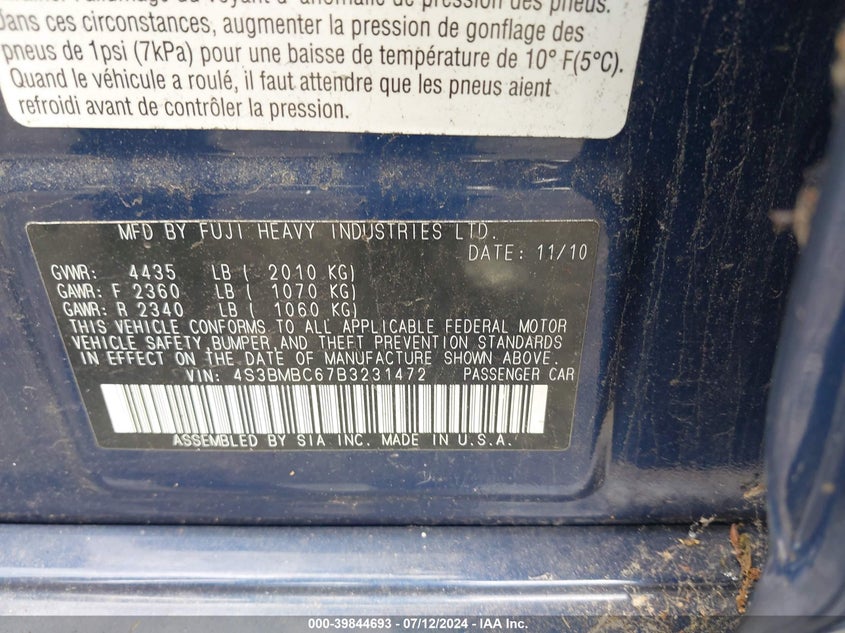 d'anomalie de pression des pneus.
Dans ces circonstances, augmenter la pression de gonflage des
pneus de 1psi (7kPa) pour une baisse de température de 10° F(5°C).
Quand le véhicule a roulé, il faut attendre que les pneus aient
refroidi avant de contrôler la pression.
MFD BY FUJI HEAVY INDUSTRIES LTD.
DATE: 11/10
GVWR: 4435 LB ( 2010 KG)
GAWR: F 2360 LB ( 1070 KG)
GAWR: R 2340 LB ( 1060 KG)
THIS VEHICLE CONFORMS TO ALL APPLICABLE FEDERAL MOTOR
VEHICLE SAFETY, BUMPER, AND THEFT PREVENTION STANDARDS
IN EFFECT ON THE DATE OF MANUFACTURE SHOWN ABOVE.
VIN: 4S3BMBC67B3231472 PASSENGER CAR
ASSEMBLED BY SIA INC. MADE IN U.S.A.
000-39844693 - 07/12/2024 - IAA Inc.